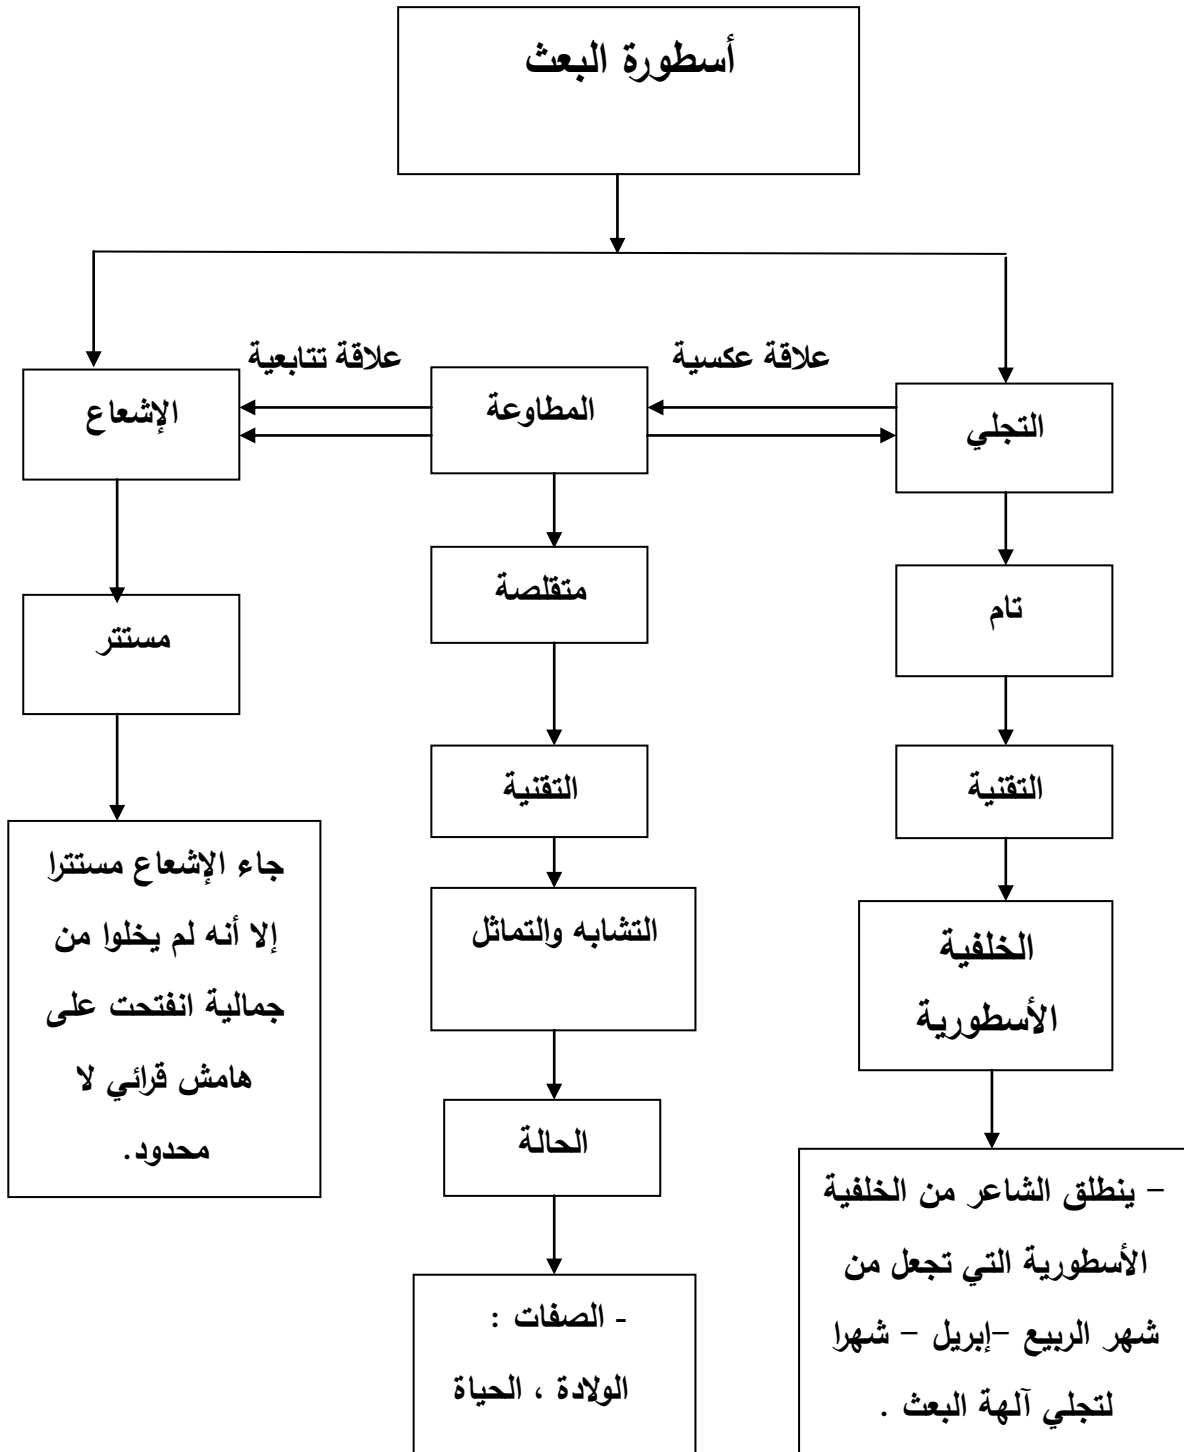 أسطورة البعث
علاقة عكسية
علاقة تتابعية
التجلي
المطاوعة
الإشعاع
تام
متقلصة
مستتر
التقنية
التقنية
الخلفية
الأسطورية
التشابه والتماثل
جاء الإشعاع مستترا
إلا أنه لم يخلوا من
جمالية انفتحت على
هامش قرائي لا
محدود.
الحالة
– ينطلق الشاعر من الخلفية
الأسطورية التي تجعل من
شهر الربيع –إبريل – شهرا
لتجلي آلهة البعث .
- الصفات :
الولادة ، الحياة